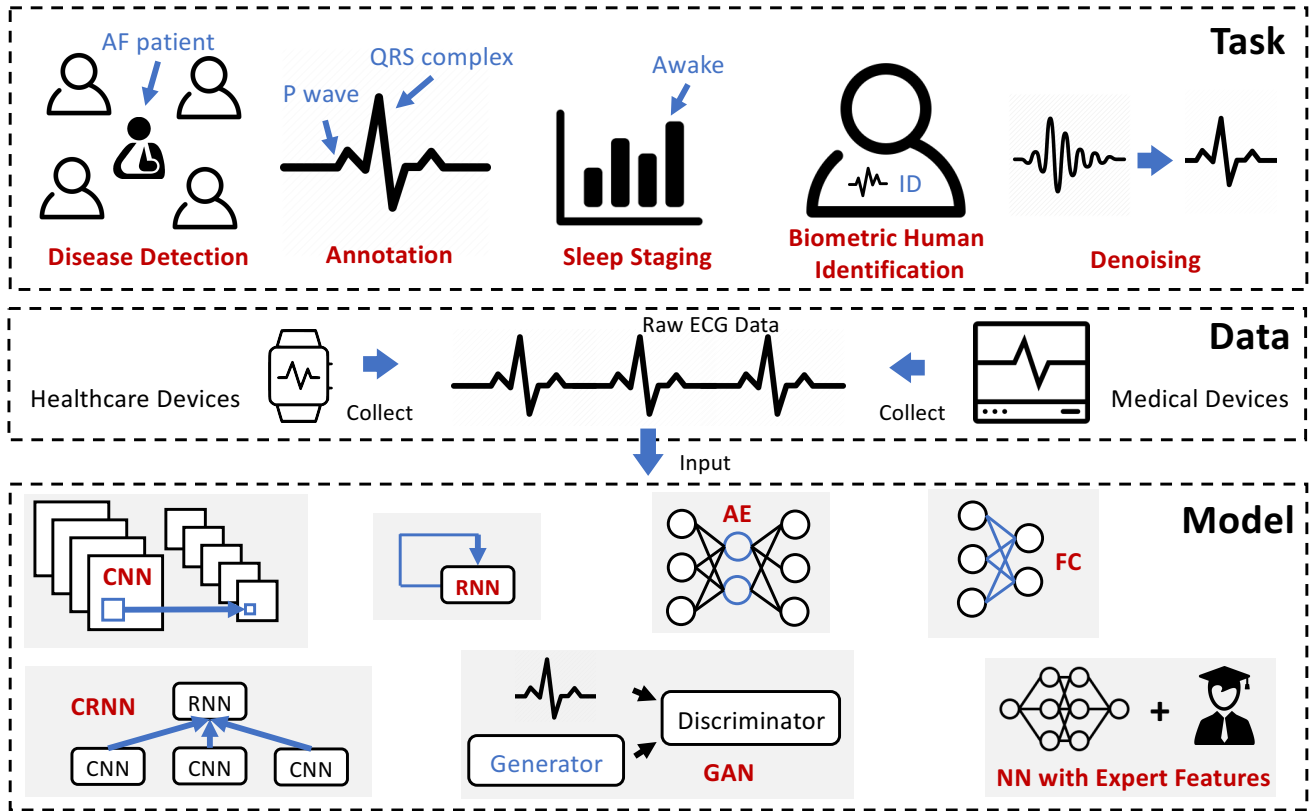 Task
AF patient
QRS complex
P wave
Awake
ID
Disease Detection
Annotation
Sleep Staging
Biometric Human
Identification
Denoising
Data
Raw ECG Data
Healthcare Devices
Collect
Collect
Medical Devices
Input
Model
CNN
RNN
AE
FC
CRNN
RNN
CNN
CNN
CNN
Discriminator
Generator
GAN
+
NN with Expert Features